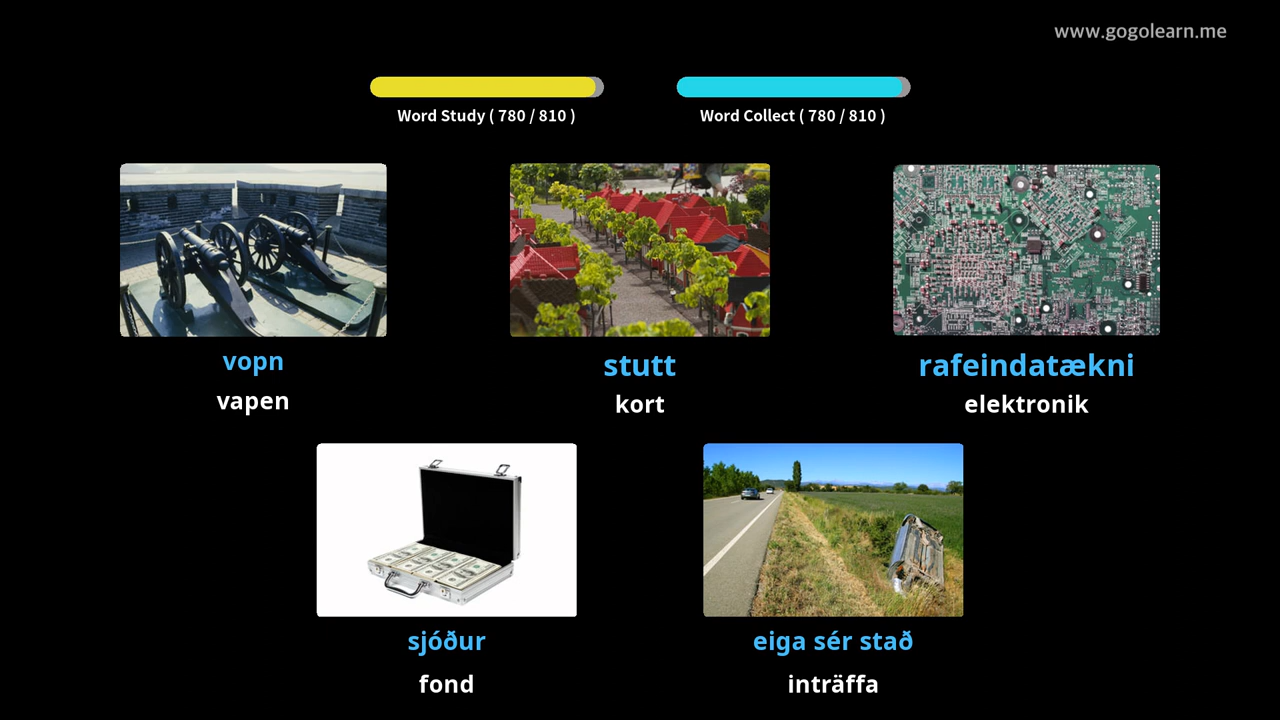 www.gogolearn.me
Word Study ( 780 / 810 )
Word Collect ( 780 / 810 )
vopn
vapen
stutt
kort
rafeindatækni
elektronik
sjóður
fond
eiga sér stað
inträffa